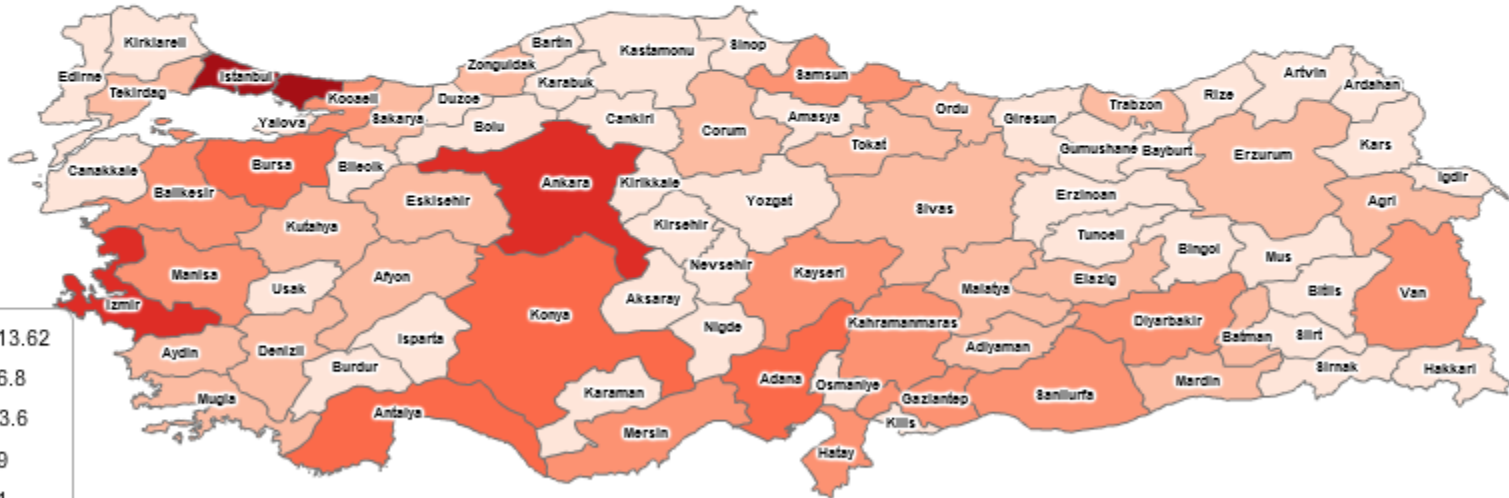 Kirklareli
Edirne
Tekirdag
Istanbul
Kocaeli
Yalova
Sakarya
Duzce
Zonguldak
Bartin
Karabuk
Kastamonu
Sinop
Samsun
Bolu
Cankiri
Corum
Amasya
Ordu
Tokat
Giresun
Trabzon
Gumushane
Bayburt
Rize
Artvin
Ardahan
Kars
Erzurum
Igdir
Agri
Canakkale
Balikesir
Bursa
Bilecik
Eskisehir
Kutahya
Ankara
Kirikkale
Kirsehir
Yozgat
Sivas
Erzincan
Tunceli
Bingol
Mus
Bitlis
Van
Izmir
Manisa
Usak
Afyon
Konya
Nevsehir
Aksaray
Nigde
Kayseri
Malatya
Elazig
Diyarbakir
Batman
Siirt
Sirnak
Hakkari
Aydin
Denizli
Isparta
Burdur
Mugla
Antalya
Karaman
Mersin
Adana
Osmaniye
Kahramanmaras
Adiyaman
Gaziantep
Kilis
Hatay
Sanliurfa
Mardin
13.62
6.8
3.6
9